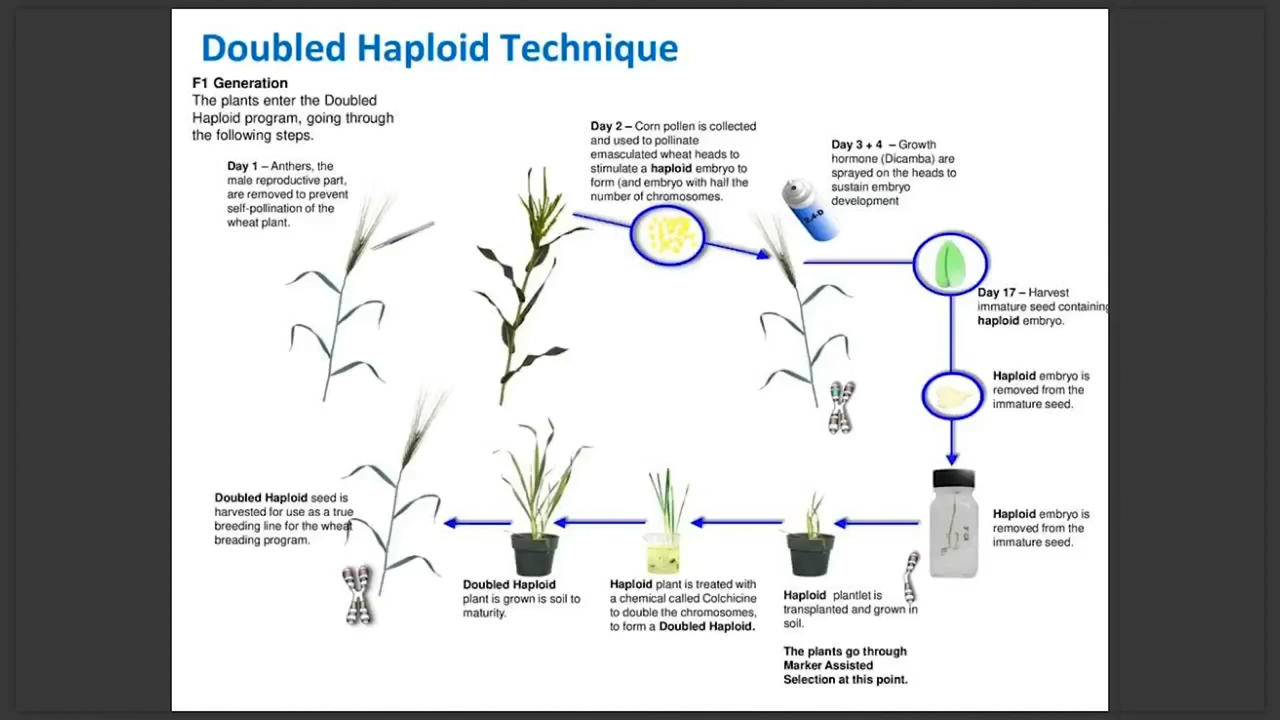 Doubled Haploid Technique
F1 Generation
The plants enter the Doubled
Haploid program, going through
the following steps.
Day 1 – Anthers, the
male reproductive part,
are removed to prevent
self-pollination of the
wheat plant.
Day 2 – Corn pollen is collected
and used to pollinate
emasculated wheat heads to
stimulate a haploid embryo to
form (and embryo with half the
number of chromosomes.
Day 3 + 4 – Growth
hormone (Dicamba) are
sprayed on the heads to
sustain embryo
development
2,4-D
Day 17 – Harvest
immature seed containing
haploid embryo.
Haploid embryo is
removed from the
immature seed.
Haploid embryo is
removed from the
immature seed.
Haploid plantlet is
transplanted and grown in
soil.
The plants go through
Marker Assisted
Selection at this point.
Haploid plant is treated with
a chemical called Colchicine
to double the chromosomes,
to form a Doubled Haploid.
Doubled Haploid
plant is grown is soil to
maturity.
Doubled Haploid seed is
harvested for use as a true
breeding line for the wheat
breading program.